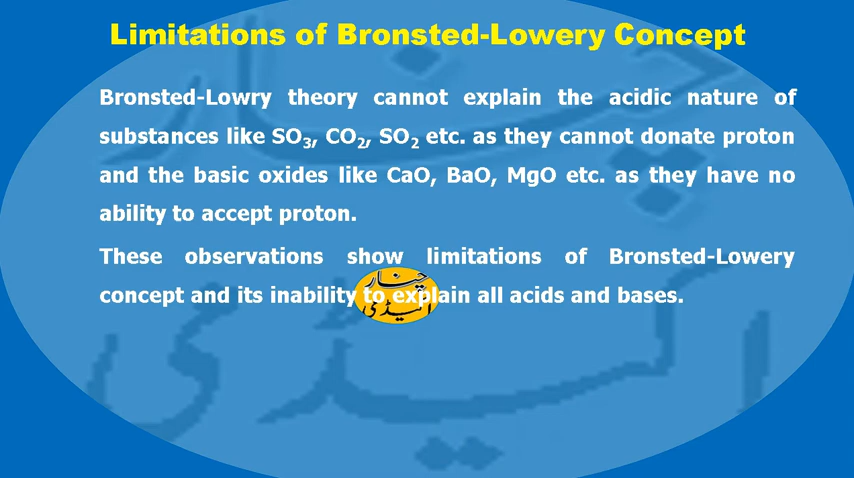 Limitations of Bronsted-Lowery Concept
Bronsted-Lowry theory cannot explain the acidic nature of
substances like SO₃, CO₂, SO₂ etc. as they cannot donate proton
and the basic oxides like CaO, BaO, MgO etc. as they have no
ability to accept proton.
These observations show limitations of Bronsted-Lowery
concept and its inability to explain all acids and bases.
چنار
اکیڈمی